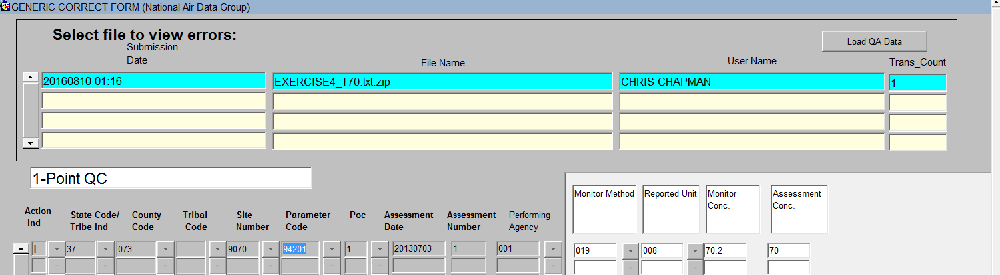 GENERIC CORRECT FORM (National Air Data Group)
Select file to view errors:
Load QA Data
Submission
Date
File Name
User Name
Trans_Count
20160810 01:16
EXERCISE4_T70.txt.zip
CHRIS CHAPMAN
1
1-Point QC
Monitor Method
Reported Unit
Monitor
Conc.
Assessment
Conc.
Action
Ind
State Code/
Tribe Ind
County
Code
Tribal
Code
Site
Number
Parameter
Code
Poc
Assessment
Date
Assessment
Number
Performing
Agency
I 37 073 9070 94201 1 20130703 1 001 019 008 70.2 70